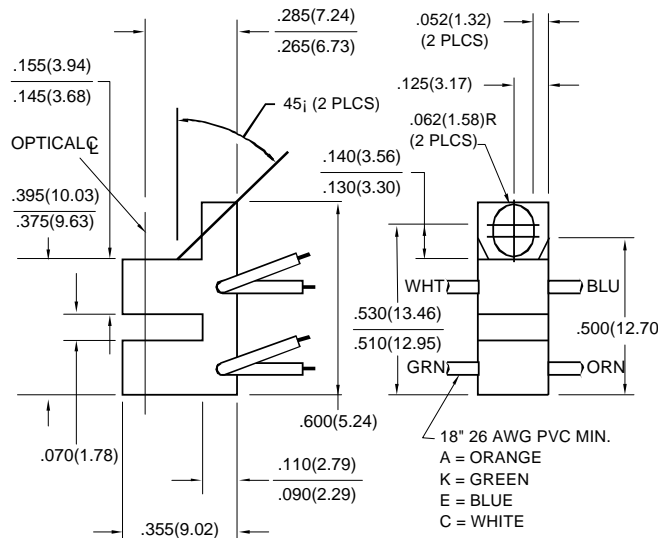 .285(7.24)
.265(6.73)
.052(1.32)
(2 PLCS)
.155(3.94)
.145(3.68)
.125(3.17)
45¡ (2 PLCS)
.062(1.58)R
(2 PLCS)
OPTICAL℄
.140(3.56)
.130(3.30)
.395(10.03)
.375(9.63)
WHT
BLU
.530(13.46)
.510(12.95)
.500(12.70
GRN
ORN
.600(5.24)
.070(1.78)
.110(2.79)
.090(2.29)
.355(9.02)
18" 26 AWG PVC MIN.
A = ORANGE
K = GREEN
E = BLUE
C = WHITE